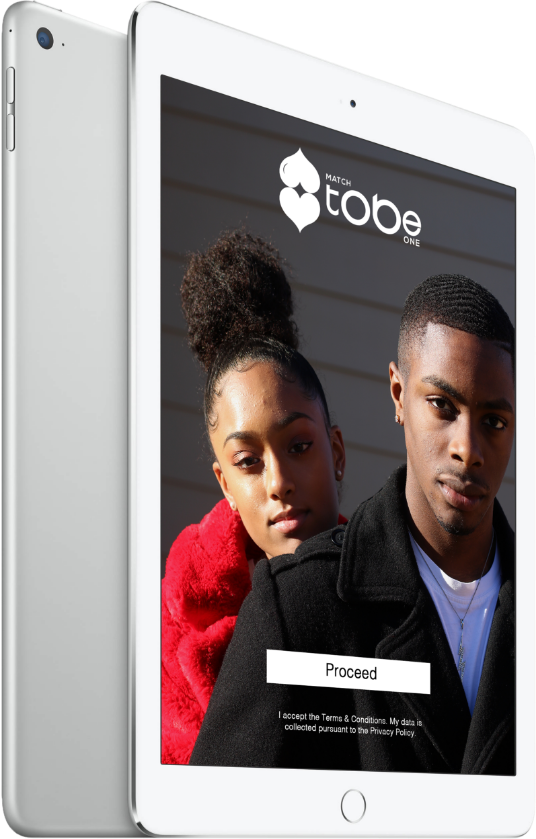 MATCH
tobe
ONE
Proceed
I accept the Terms & Conditions. My data is
collected pursuant to the Privacy Policy.